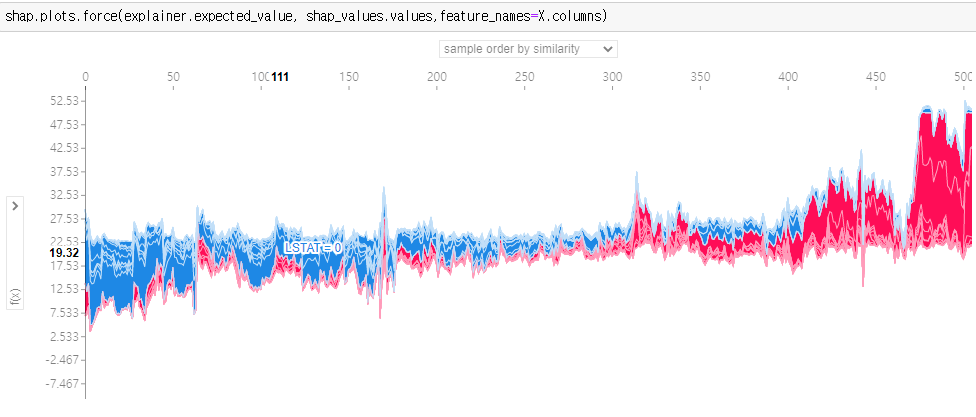 shap.plots.force(explainer.expected_value, shap_values.values,feature_names=X.columns)
sample order by similarity
0 50 100 111 150 200 250 300 350 400 450 500
52.53
47.53
42.53
37.53
32.53
27.53
22.53
19.32
17.53
12.53
7.533
2.533
-2.467
-7.467
LSTAT = 0
f(x)